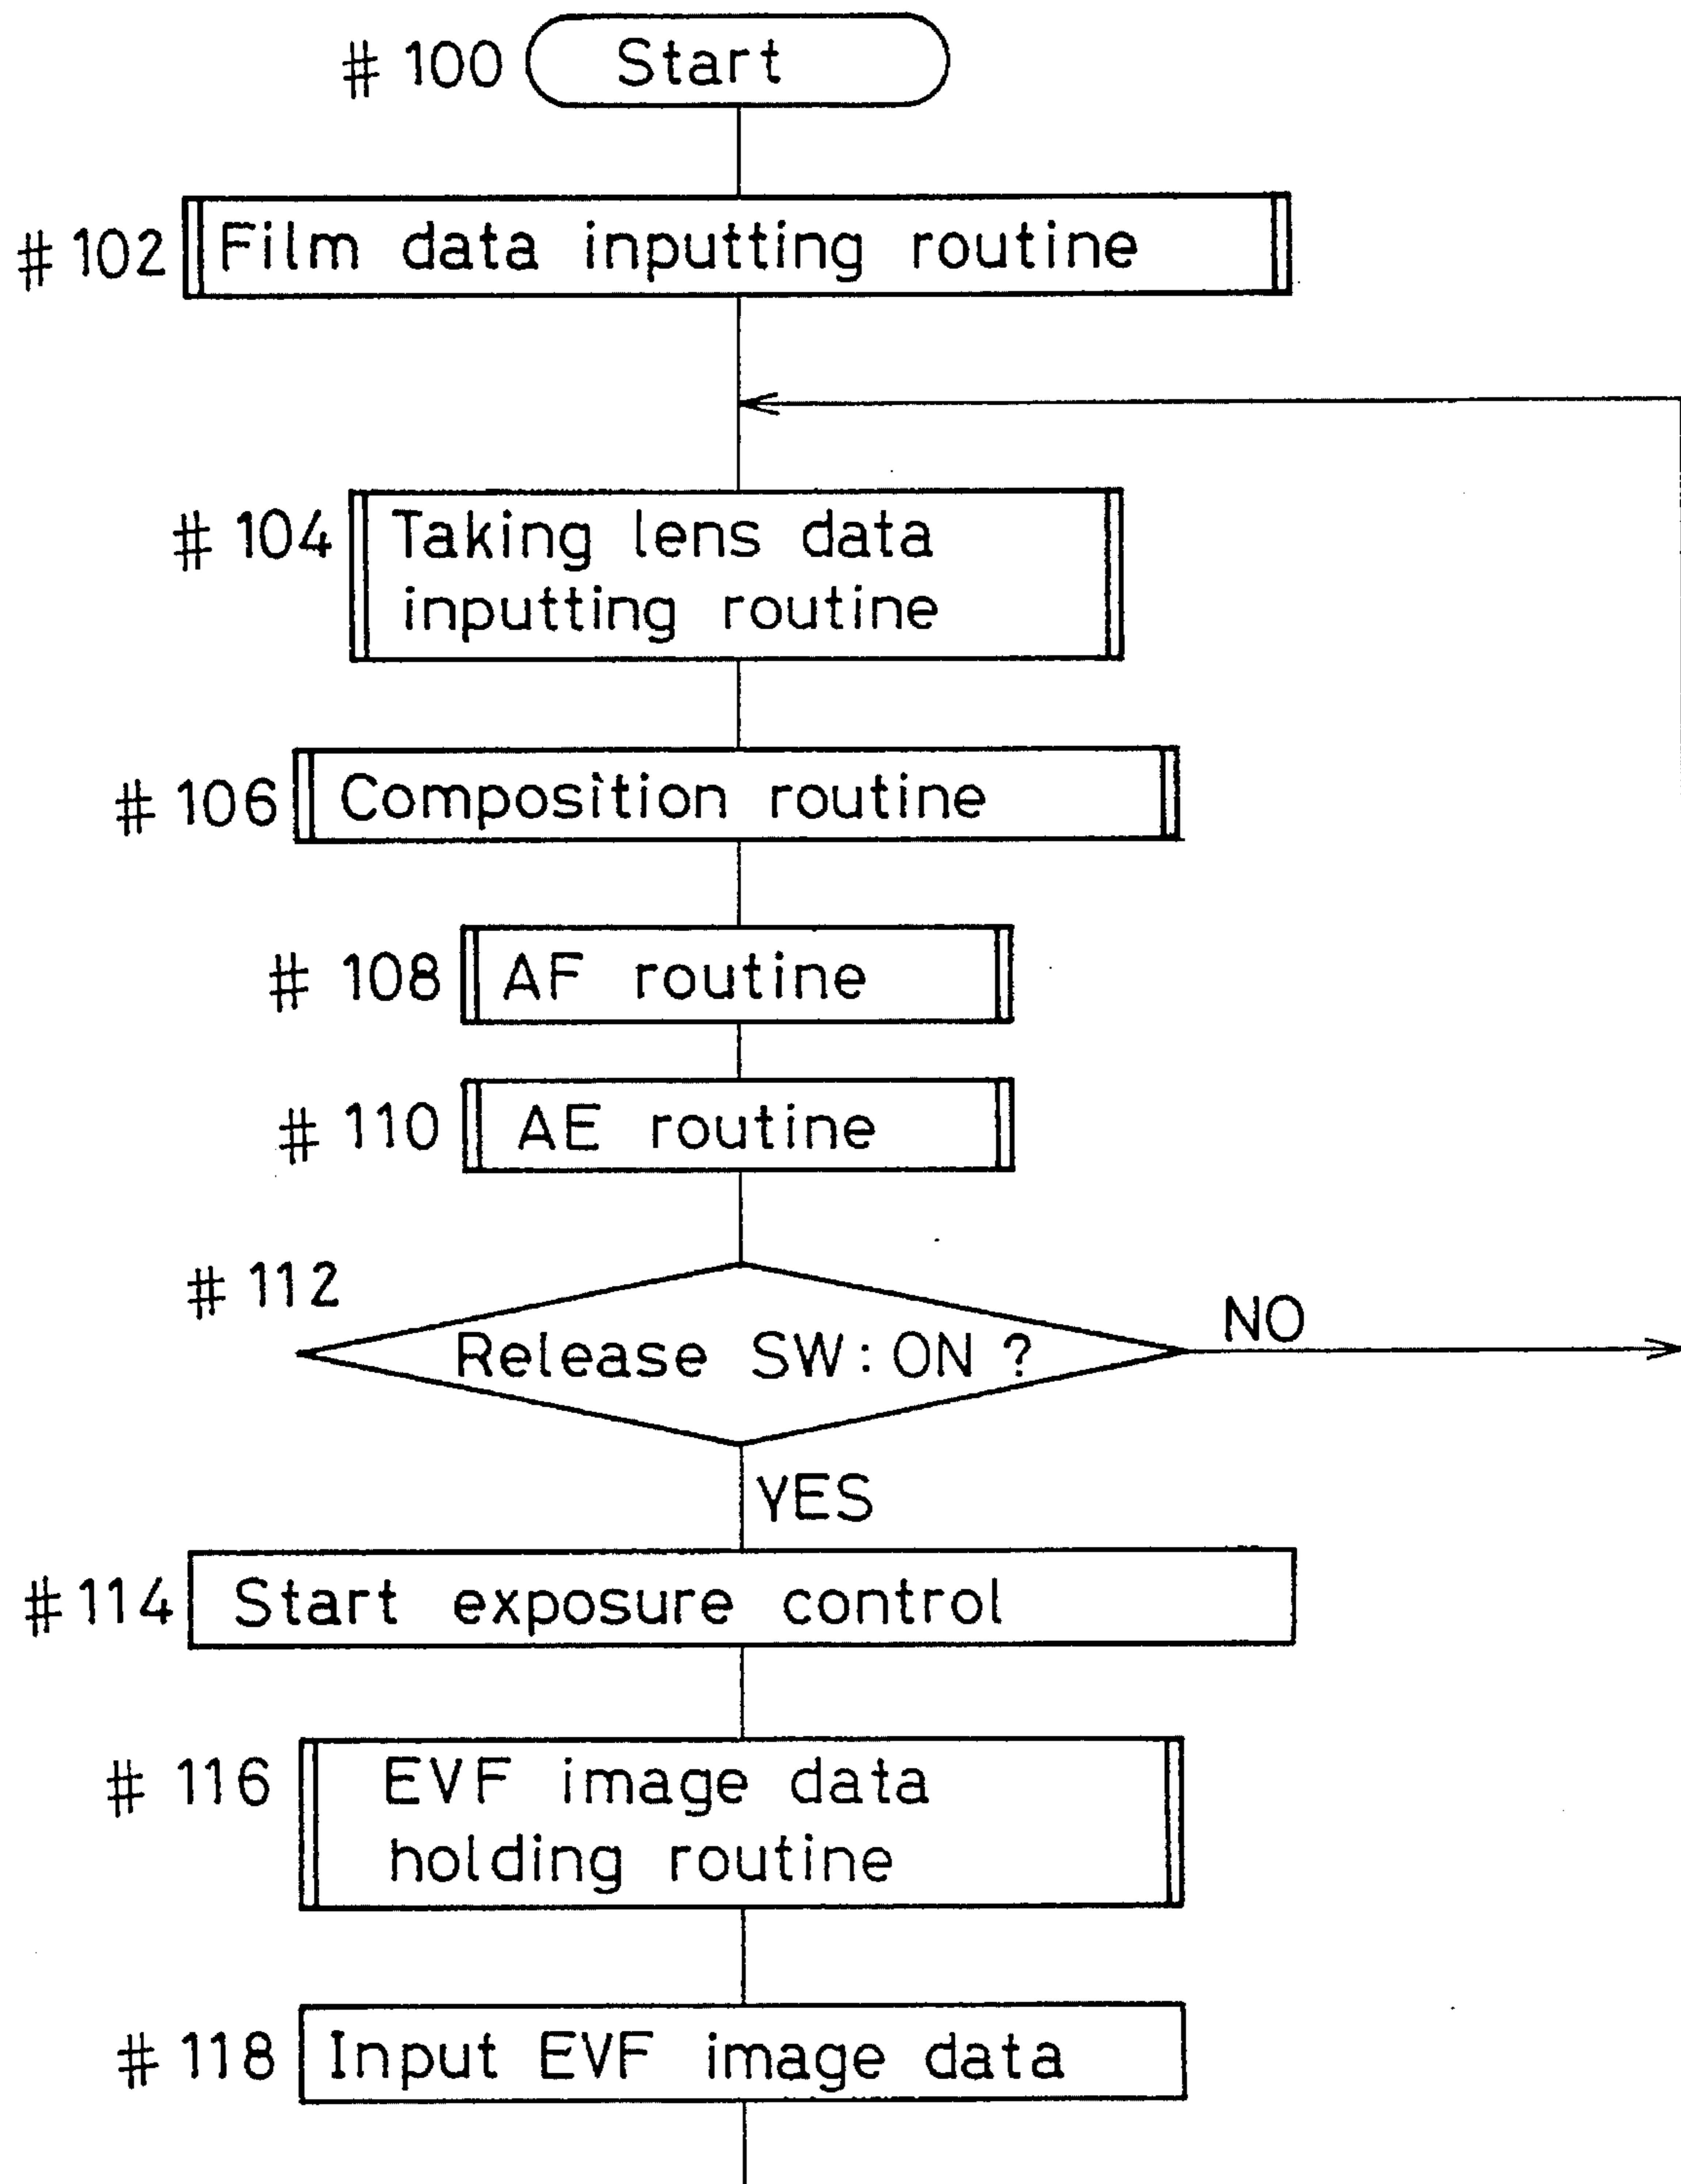 # 100 Start
# 102 Film data inputting routine
# 104 Taking lens data
inputting routine
# 106 Composition routine
# 108 AF routine
# 110 AE routine
# 112
Release SW: ON ?
NO
YES
# 114 Start exposure control
# 116 EVF image data
holding routine
# 118 Input EVF image data